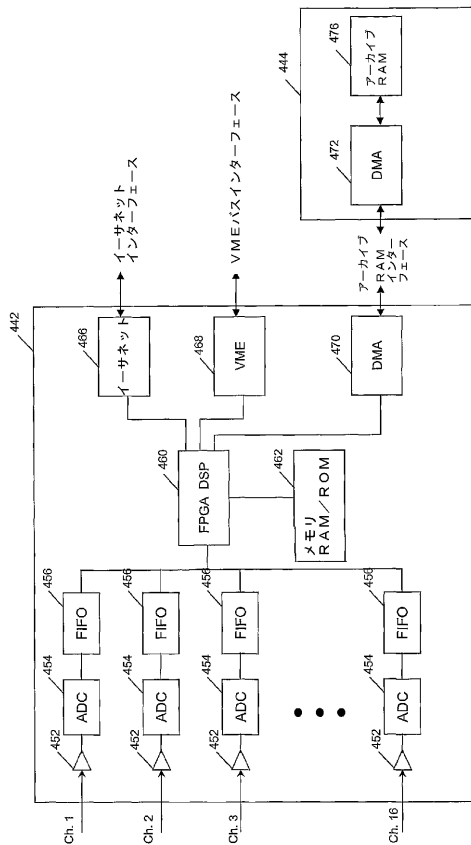 442
Ch. 1
452
ADC
454
FIFO
456
Ch. 2
452
ADC
454
FIFO
456
Ch. 3
452
ADC
454
FIFO
456
Ch. 16
452
ADC
454
FIFO
456
FPGA DSP
460
メモリ
RAM/ROM
462
イーサネット
466
イーサネット
インターフェース
VME
468
VMEバスインターフェース
DMA
470
アーカイブ
RAM
インター
フェース
444
DMA
472
アーカイブ
RAM
476